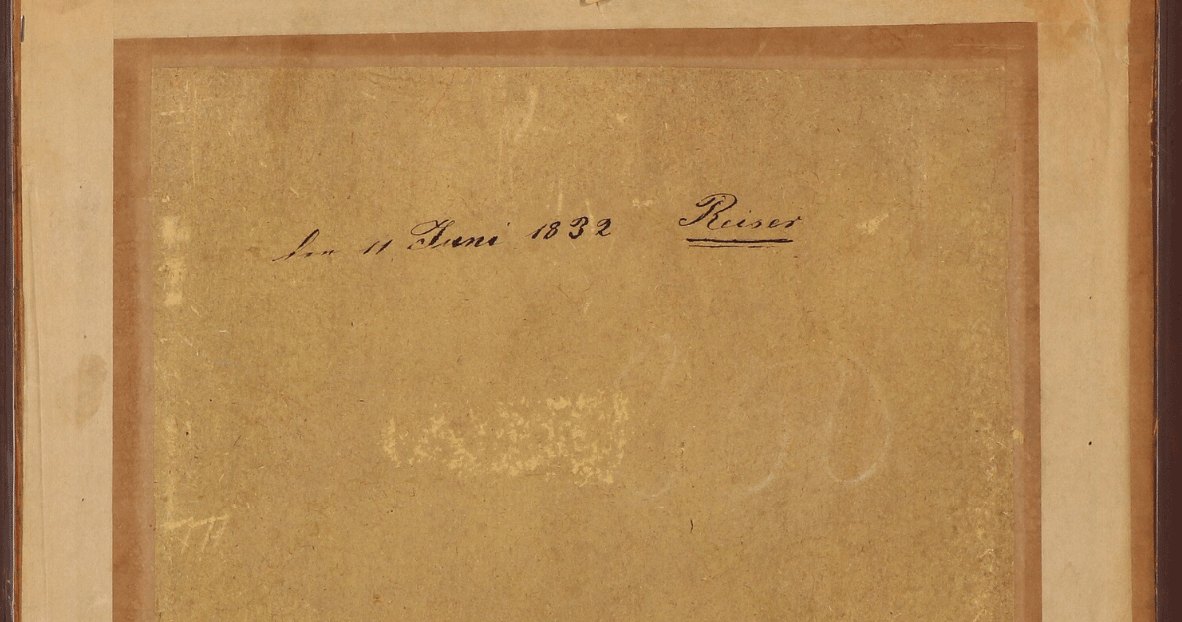 den 11 Juni 1832 Reiser